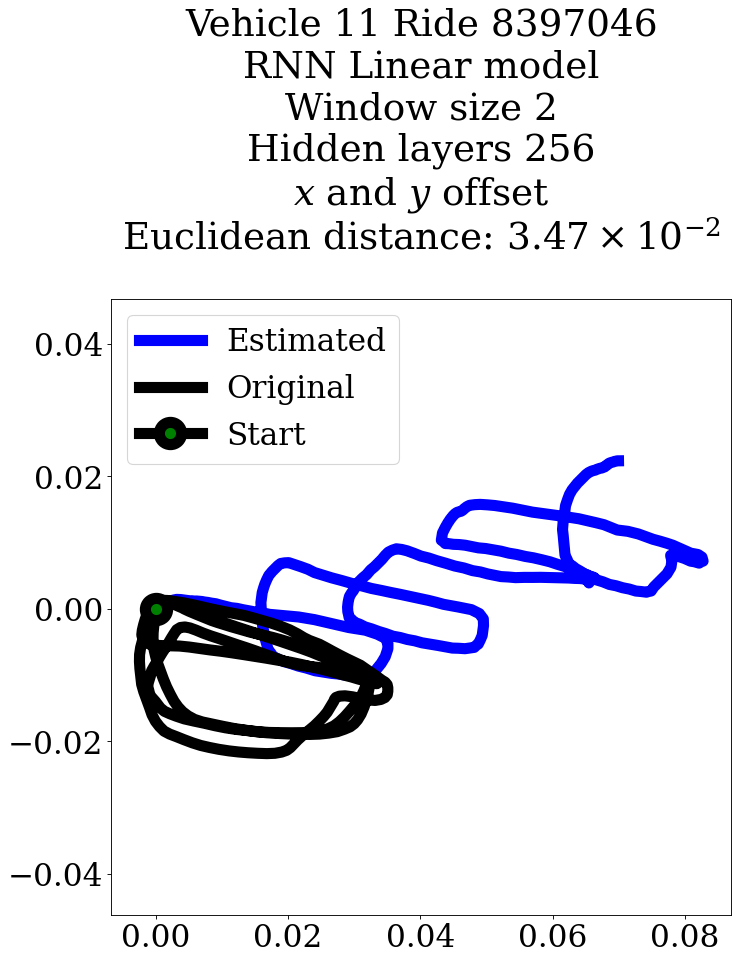 Vehicle 11 Ride 8397046
RNN Linear model
Window size 2
Hidden layers 256
x and y offset
Euclidean distance: 3.47 × 10⁻²
Estimated
Original
Start
0.04
0.02
0.00
−0.02
−0.04
0.00 0.02 0.04 0.06 0.08